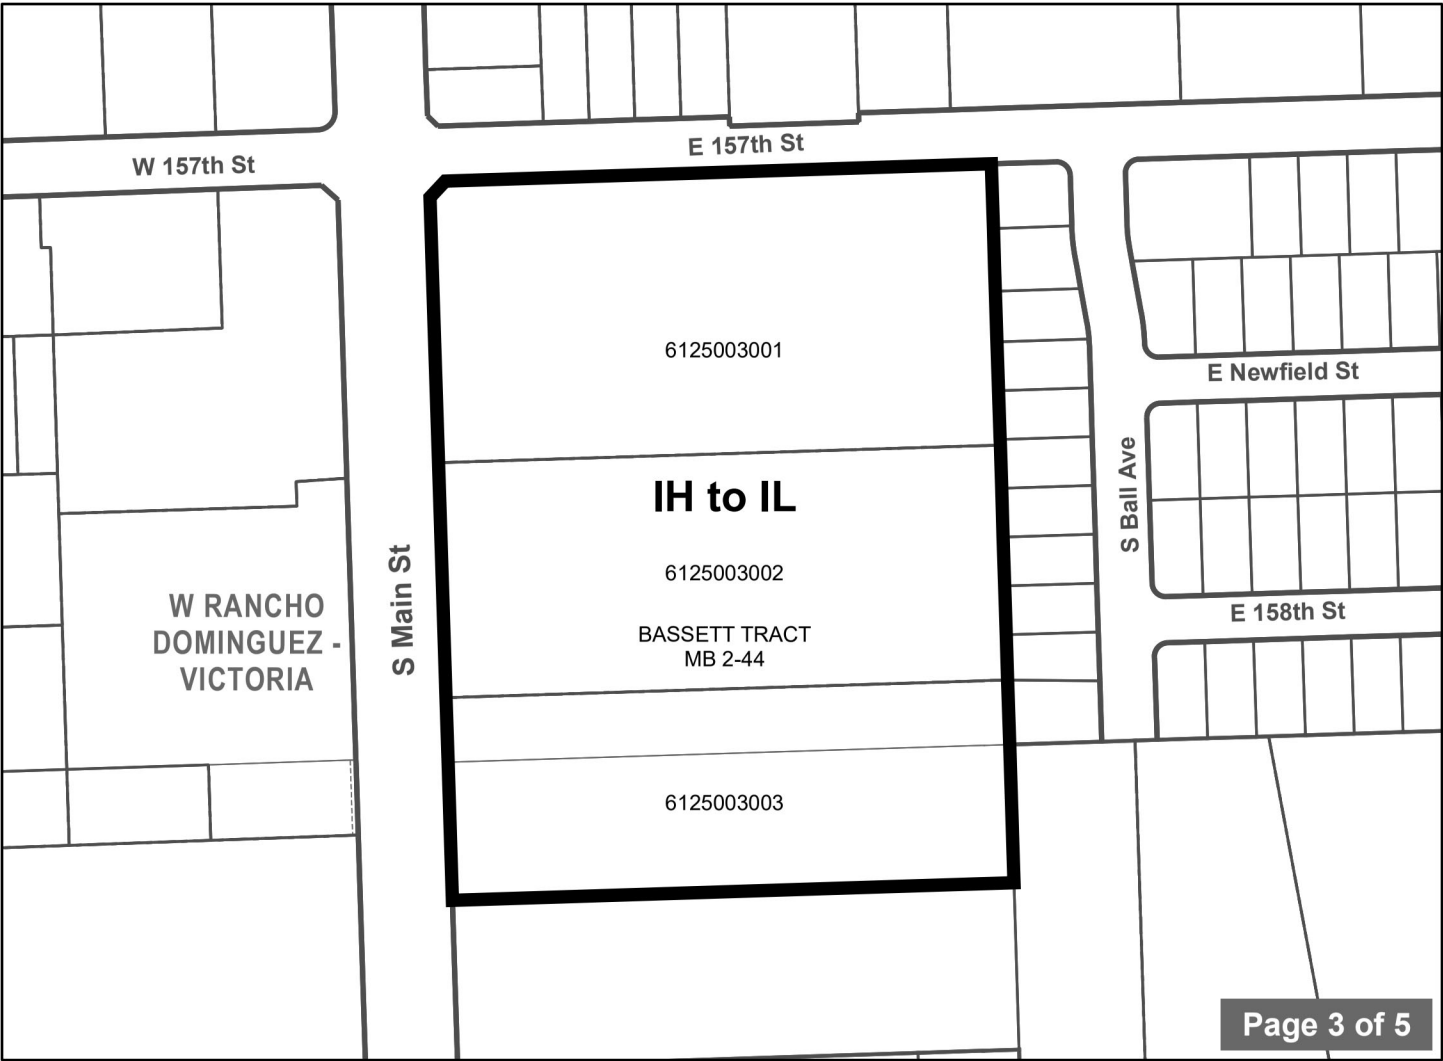 W 157th St
E 157th St
6125003001
E Newfield St
IH to IL
S Ball Ave
6125003002
S Main St
W RANCHO
DOMINGUEZ -
VICTORIA
BASSETT TRACT
MB 2-44
E 158th St
6125003003
Page 3 of 5